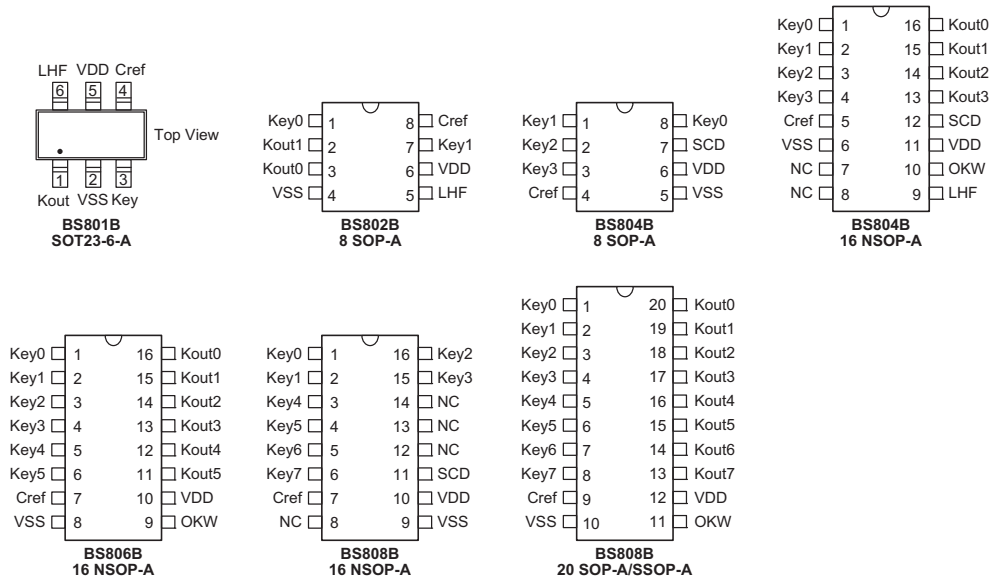 LHF VDD Cref
6 5 4
Top View
1 2 3
Kout VSS Key
BS801B
SOT23-6-A
Key0 1 8 Cref
Kout1 2 7 Key1
Kout0 3 6 VDD
VSS 4 5 LHF
BS802B
8 SOP-A
Key1 1 8 Key0
Key2 2 7 SCD
Key3 3 6 VDD
Cref 4 5 VSS
BS804B
8 SOP-A
Key0 1 16 Kout0
Key1 2 15 Kout1
Key2 3 14 Kout2
Key3 4 13 Kout3
Cref 5 12 SCD
VSS 6 11 VDD
NC 7 10 OKW
NC 8 9 LHF
BS804B
16 NSOP-A
Key0 1 16 Kout0
Key1 2 15 Kout1
Key2 3 14 Kout2
Key3 4 13 Kout3
Key4 5 12 Kout4
Key5 6 11 Kout5
Cref 7 10 VDD
VSS 8 9 OKW
BS806B
16 NSOP-A
Key0 1 16 Key2
Key1 2 15 Key3
Key4 3 14 NC
Key5 4 13 NC
Key6 5 12 NC
Key7 6 11 SCD
Cref 7 10 VDD
NC 8 9 VSS
BS808B
16 NSOP-A
Key0 1 20 Kout0
Key1 2 19 Kout1
Key2 3 18 Kout2
Key3 4 17 Kout3
Key4 5 16 Kout4
Key5 6 15 Kout5
Key6 7 14 Kout6
Key7 8 13 Kout7
Cref 9 12 VDD
VSS 10 11 OKW
BS808B
20 SOP-A/SSOP-A